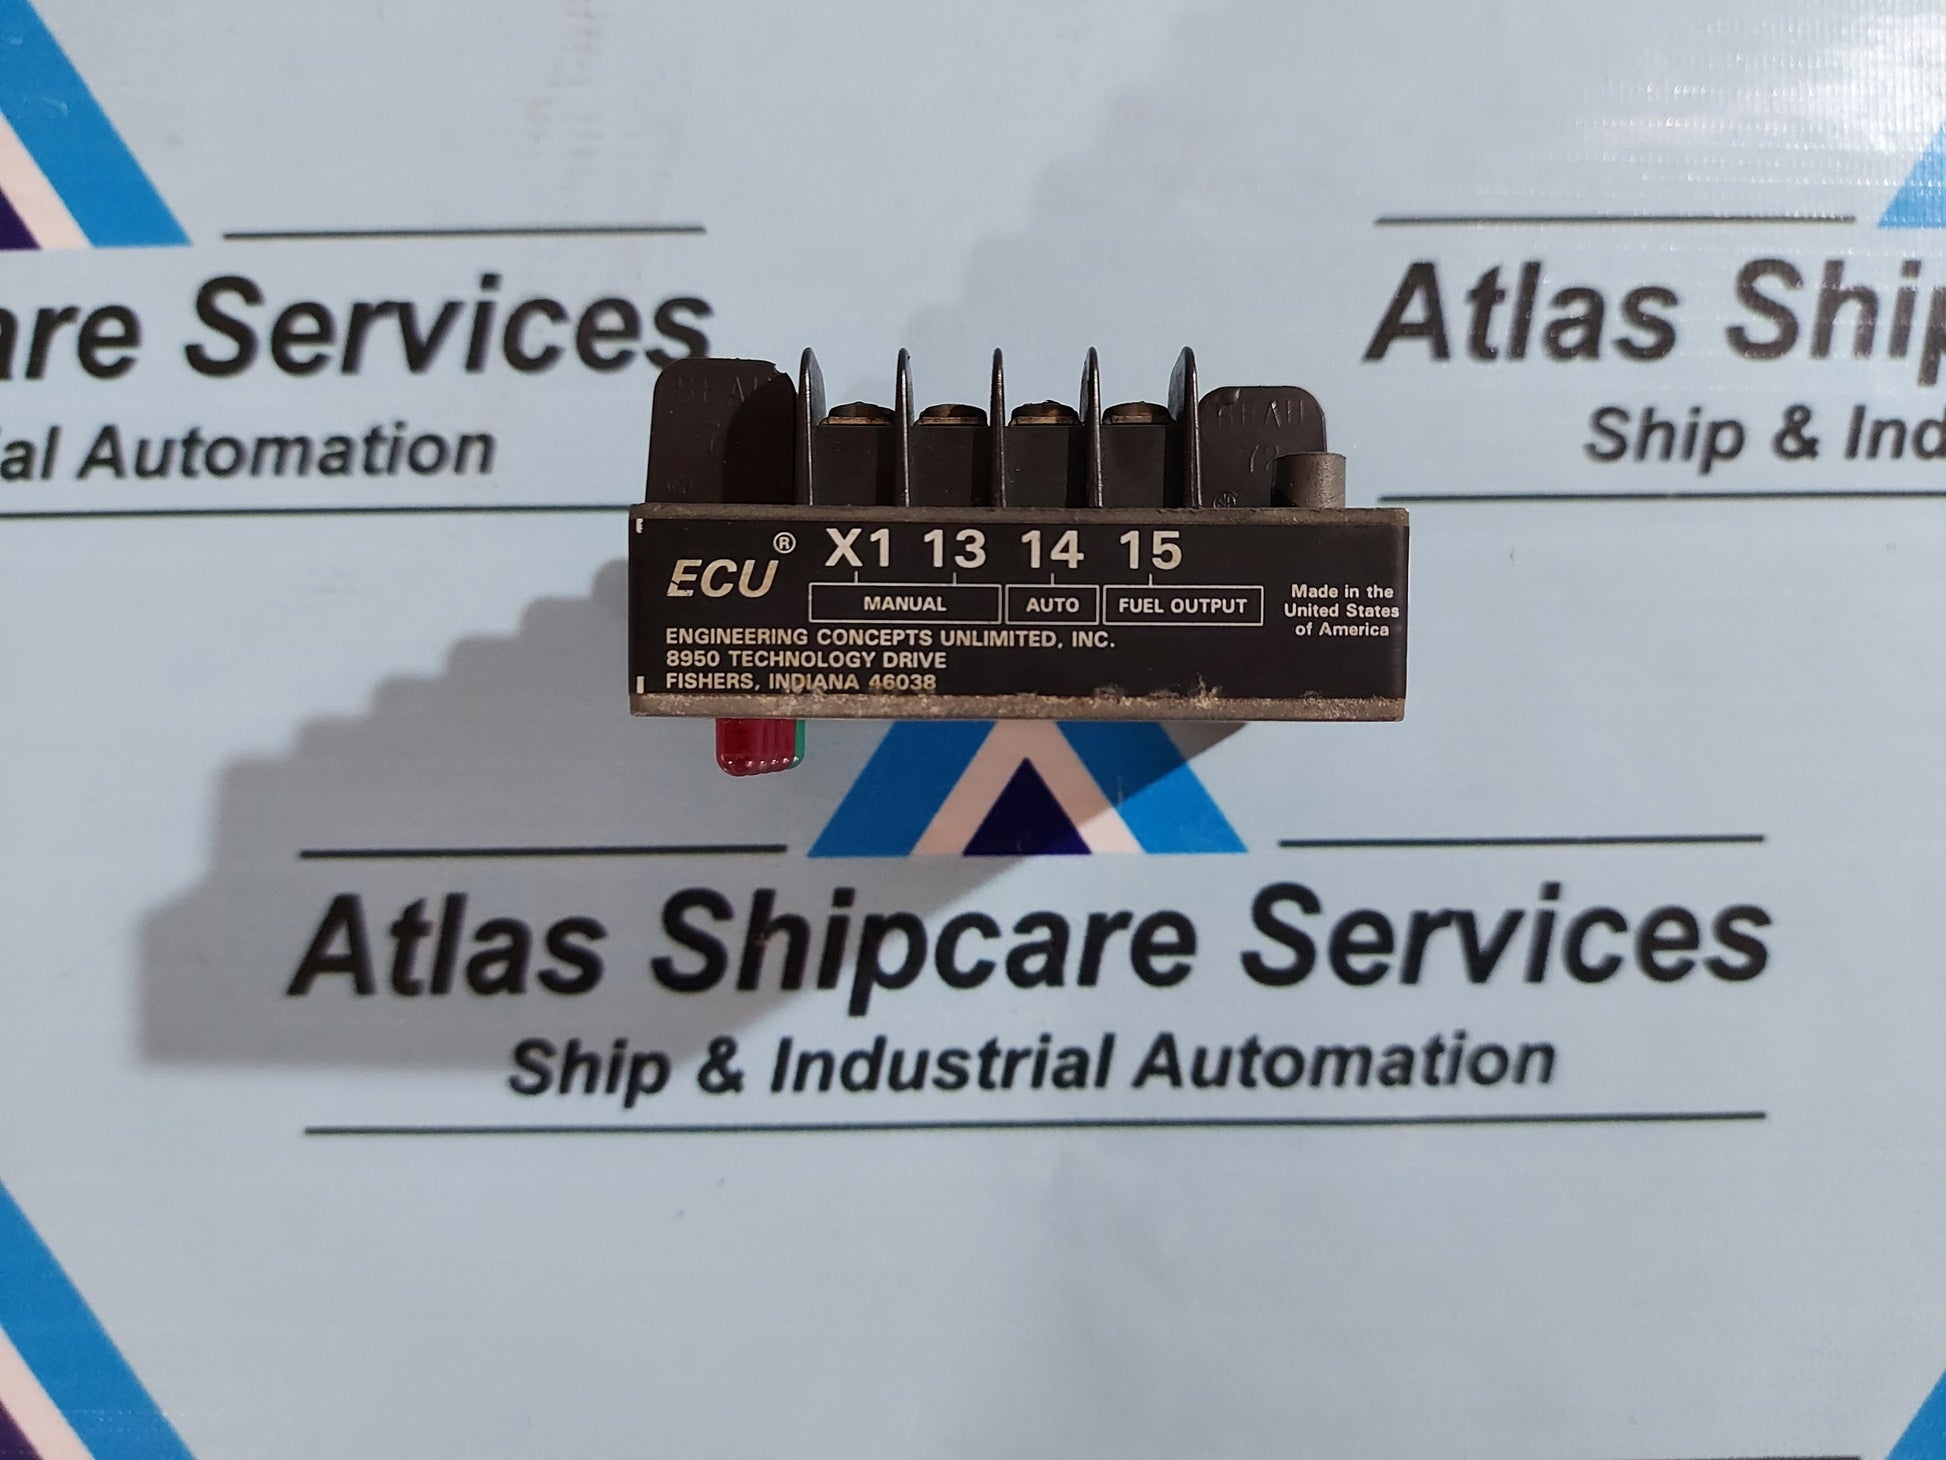 are Services
al Automation
Atlas Ship
Ship & Ind
ECU®
X1 13 14 15
MANUAL AUTO FUEL OUTPUT
ENGINEERING CONCEPTS UNLIMITED, INC.
8950 TECHNOLOGY DRIVE
FISHERS, INDIANA 46038
Made in the
United States
of America
Atlas Shipcare Services
Ship & Industrial Automation